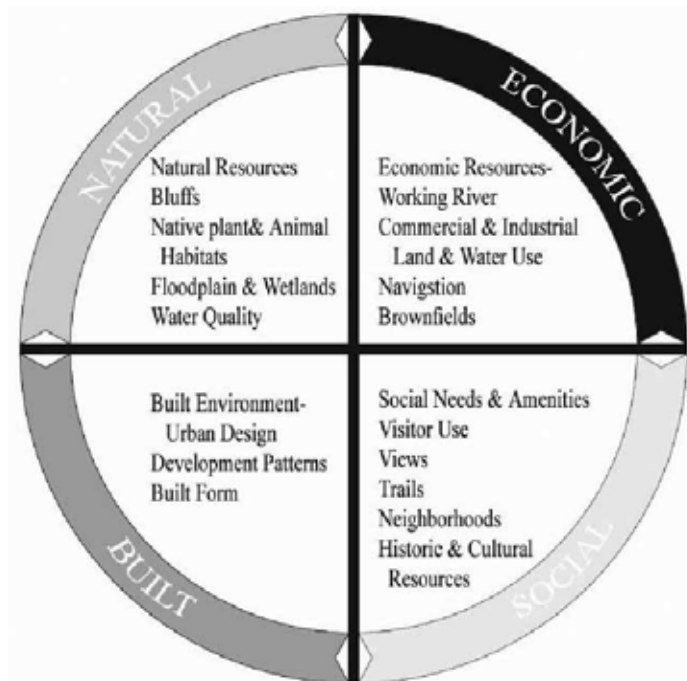 NATURAL
Natural Resources
Bluffs
Native plant& Animal
Habitats
Floodplain & Wetlands
Water Quality
ECONOMIC
Economic Resources-
Working River
Commercial & Industrial
Land & Water Use
Navigstion
Brownfields
BUILT
Built Environment-
Urban Design
Development Patterns
Built Form
Social Needs & Amenities
Visitor Use
Views
Trails
Neighborhoods
Historic & Cultural
Resources
SOCIAL